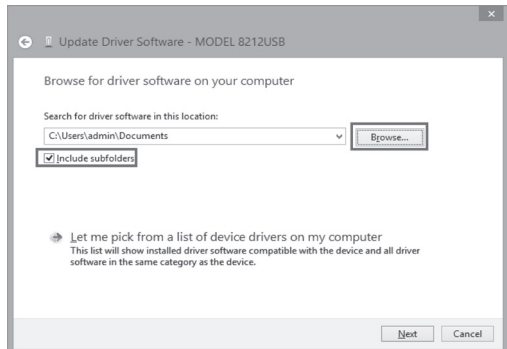 Update Driver Software - MODEL 8212USB
Browse for driver software on your computer
Search for driver software in this location:
C:\Users\admin\Documents
Browse...
Include subfolders
Let me pick from a list of device drivers on my computer
This list will show installed driver software compatible with the device and all driver
software in the same category as the device.
Next Cancel